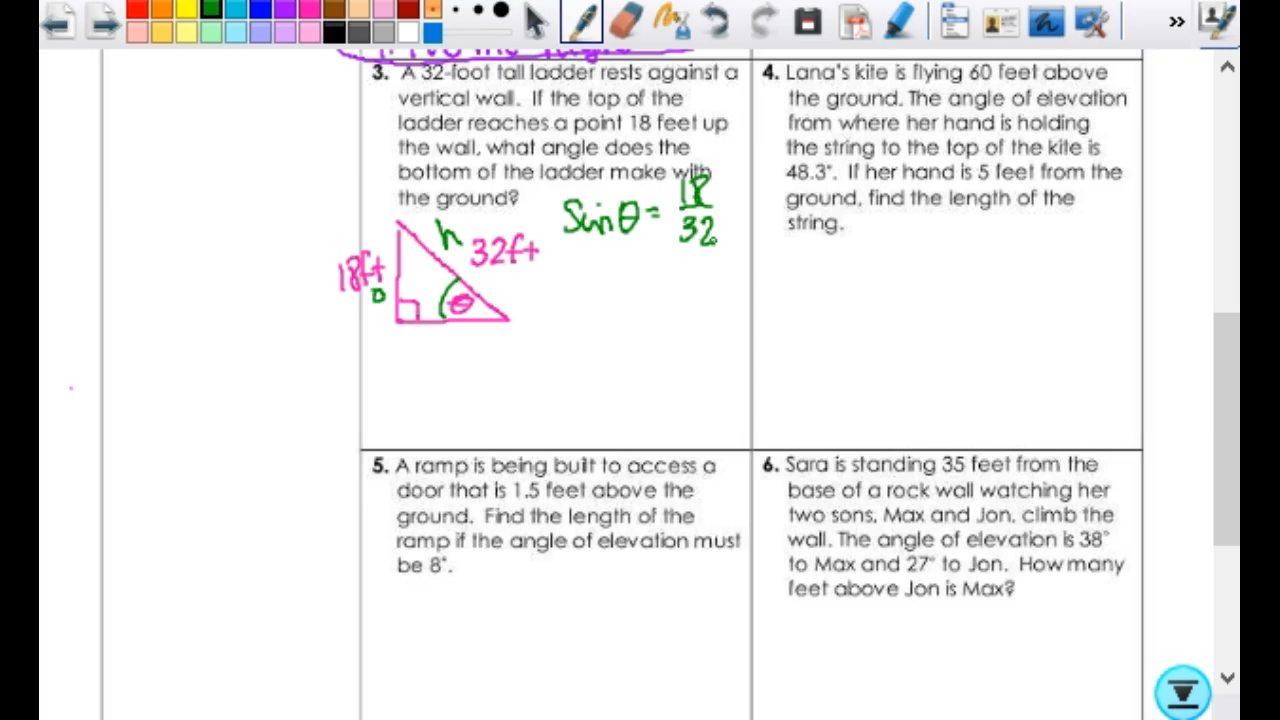 3. A 32-foot tall ladder rests against a
vertical wall. If the top of the
ladder reaches a point 18 feet up
the wall, what angle does the
bottom of the ladder make with
the ground?
Sinθ = 18/32
h
32ft
18ft
o
θ
4. Lana's kite is flying 60 feet above
the ground. The angle of elevation
from where her hand is holding
the string to the top of the kite is
48.3°. If her hand is 5 feet from the
ground, find the length of the
string.
5. A ramp is being built to access a
door that is 1.5 feet above the
ground. Find the length of the
ramp if the angle of elevation must
be 8°.
6. Sara is standing 35 feet from the
base of a rock wall watching her
two sons, Max and Jon, climb the
wall. The angle of elevation is 38°
to Max and 27° to Jon. How many
feet above Jon is Max?